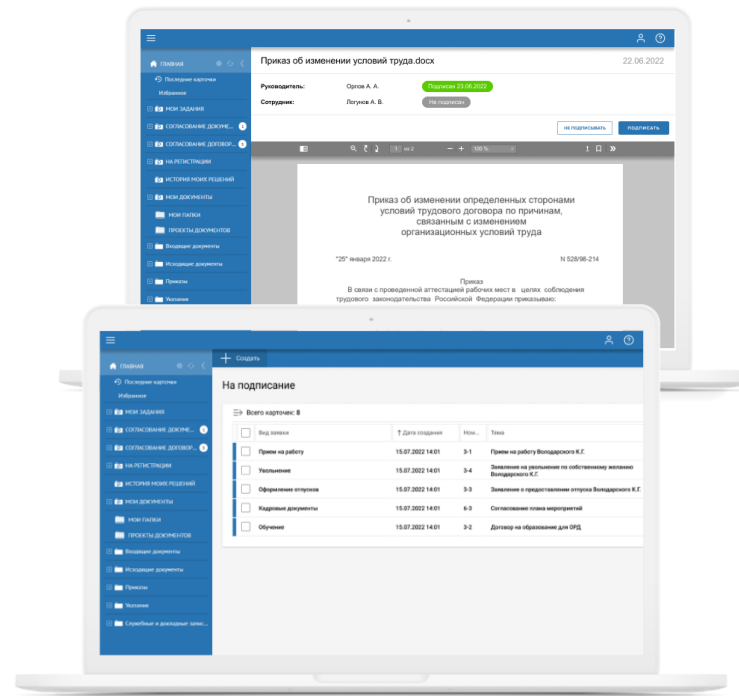 ГЛАВНАЯ
Последние карточки
Избранное
МОИ ЗАДАНИЯ
СОГЛАСОВАНИЕ ДОКУМЕ...
СОГЛАСОВАНИЕ ДОГОВОР...
НА РЕГИСТРАЦИИ
ИСТОРИЯ МОИХ РЕШЕНИЙ
МОИ ДОКУМЕНТЫ
МОИ ПАПКИ
ПРОЕКТЫ ДОКУМЕНТОВ
Входящие документы
Исходящие документы
Приказы
Указания
Приказ об изменении условий труда.docx 22.06.2022
Руководитель: Орлов А. А. Подписан 23.06.2022
Сотрудник: Логунов А. В. Не подписан
НЕ ПОДПИСЫВАТЬ ПОДПИСАТЬ
1 из 2 100 %
Приказ об изменении определенных сторонами
условий трудового договора по причинам,
связанным с изменением
организационных условий труда
"25" января 2022 г. N 528/98-214
Приказ
В связи с проведенной аттестацией рабочих мест в целях соблюдения
трудового законодательства Российской Федерации приказываю:
ГЛАВНАЯ
Последние карточки
Избранное
МОИ ЗАДАНИЯ
СОГЛАСОВАНИЕ ДОКУМЕ...
СОГЛАСОВАНИЕ ДОГОВОР...
НА РЕГИСТРАЦИИ
ИСТОРИЯ МОИХ РЕШЕНИЙ
МОИ ДОКУМЕНТЫ
МОИ ПАПКИ
ПРОЕКТЫ ДОКУМЕНТОВ
Входящие документы
Исходящие документы
Приказы
Указания
Служебные и докладные запис...
Создать
На подписание
Всего карточек: 8
Вид заявки Дата создания Ном... Тема
Прием на работу 15.07.2022 14:01 3-1 Прием на работу Володарского К.Г.
Увольнение 15.07.2022 14:01 3-4 Заявление на увольнение по собственному желанию
Володарского К.Г.
Оформление отпусков 15.07.2022 14:01 3-3 Заявление о предоставлении отпуска Володарского К.Г.
Кадровые документы 15.07.2022 14:01 6-3 Согласование плана мероприятий
Обучение 15.07.2022 14:01 3-2 Договор на образование для ОРД